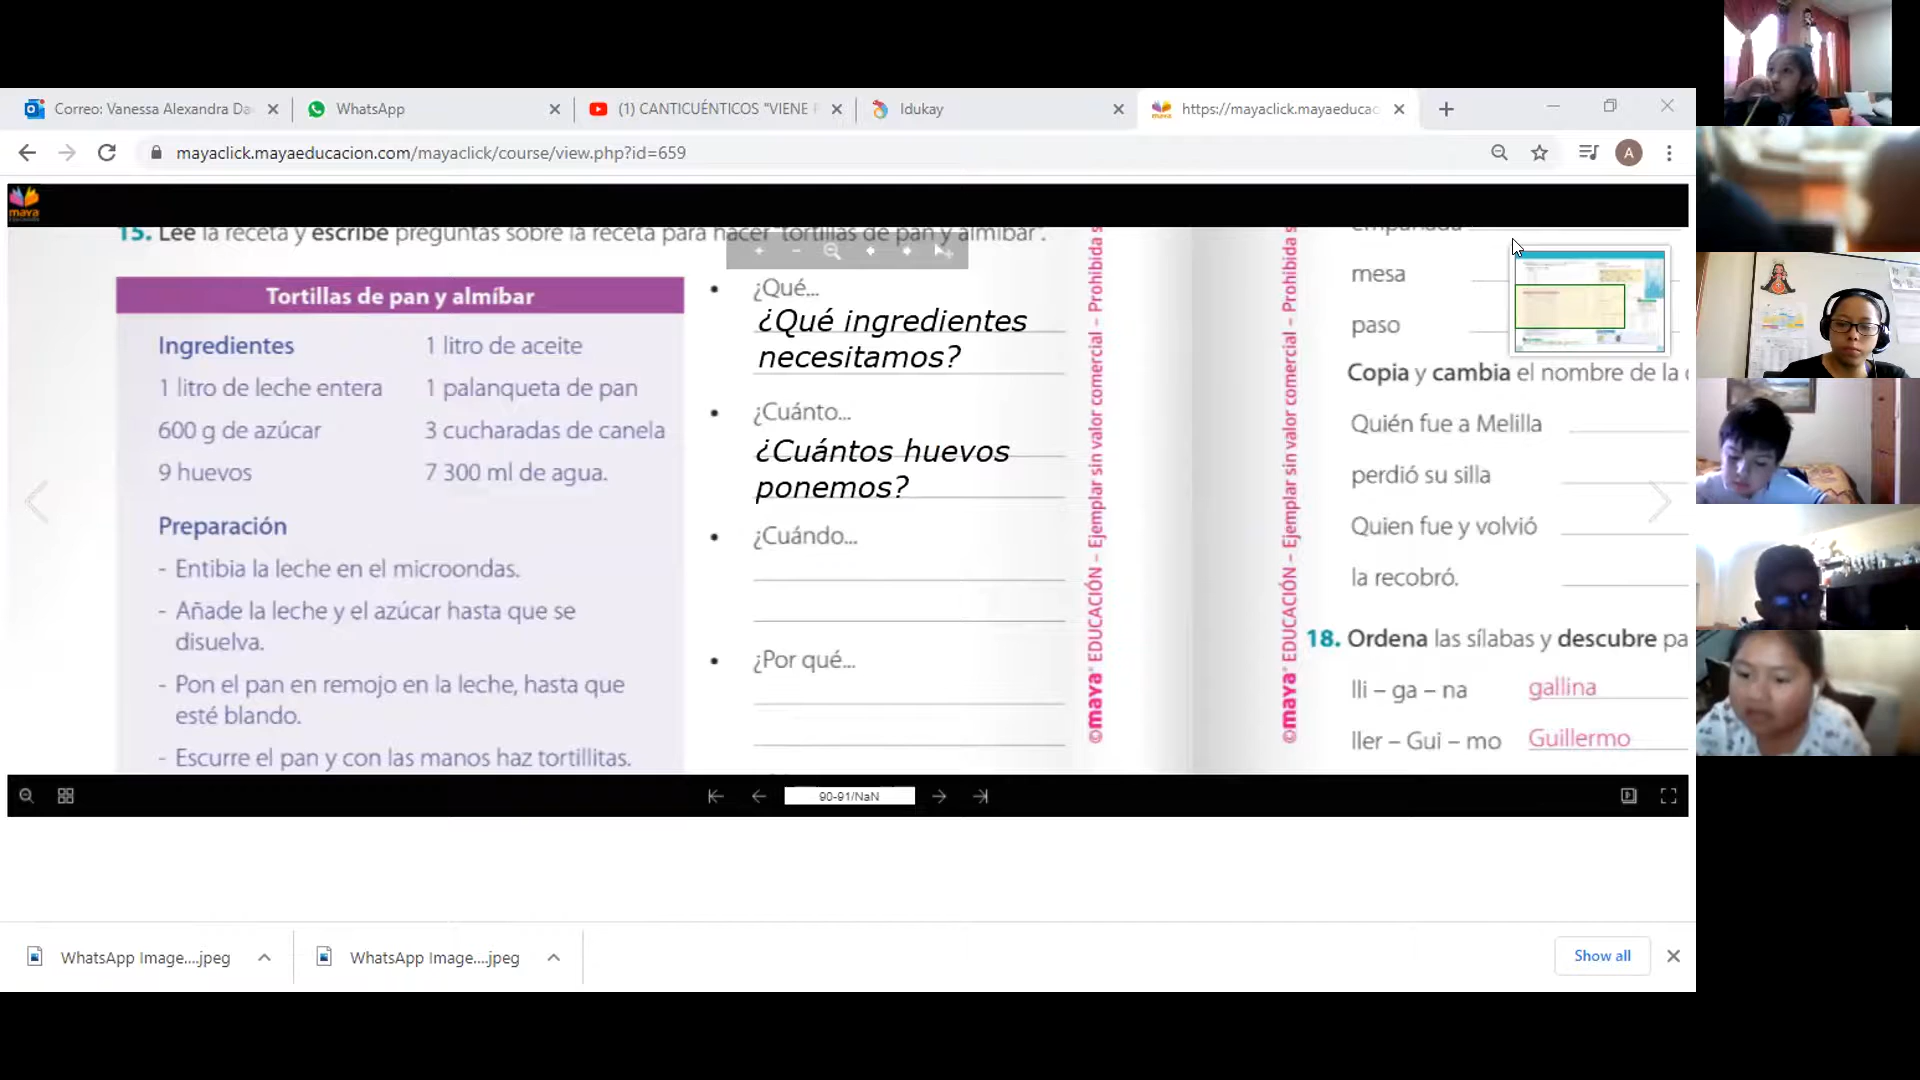 Correo: Vanessa Alexandra Da
WhatsApp
(1) CANTICUÉNTICOS "VIENE
Idukay
https://mayaclick.mayaeducac
mayaclick.mayaeducacion.com/mayaclick/course/view.php?id=659
A
maya
15. Lee la receta y escribe preguntas sobre la receta para hacer "tortillas de pan y almíbar".
Tortillas de pan y almíbar
Ingredientes
1 litro de leche entera
600 g de azúcar
9 huevos
1 litro de aceite
1 palanqueta de pan
3 cucharadas de canela
7 300 ml de agua.
Preparación
- Entibia la leche en el microondas.
- Añade la leche y el azúcar hasta que se
disuelva.
- Pon el pan en remojo en la leche, hasta que
esté blando.
- Escurre el pan y con las manos haz tortillitas.
• ¿Qué...
¿Qué ingredientes
necesitamos?
• ¿Cuánto...
¿Cuántos huevos
ponemos?
• ¿Cuándo...
• ¿Por qué...
©maya® EDUCACIÓN – Ejemplar sin valor comercial – Prohibida s
©maya® EDUCACIÓN – Ejemplar sin valor comercial – Prohibida s
empanada
mesa
paso
Copia y cambia el nombre de la
Quién fue a Melilla
perdió su silla
Quien fue y volvió
la recobró.
18. Ordena las sílabas y descubre pa
lli – ga – na gallina
ller – Gui – mo Guillermo
90-91/NaN
WhatsApp Image....jpeg
WhatsApp Image....jpeg
Show all